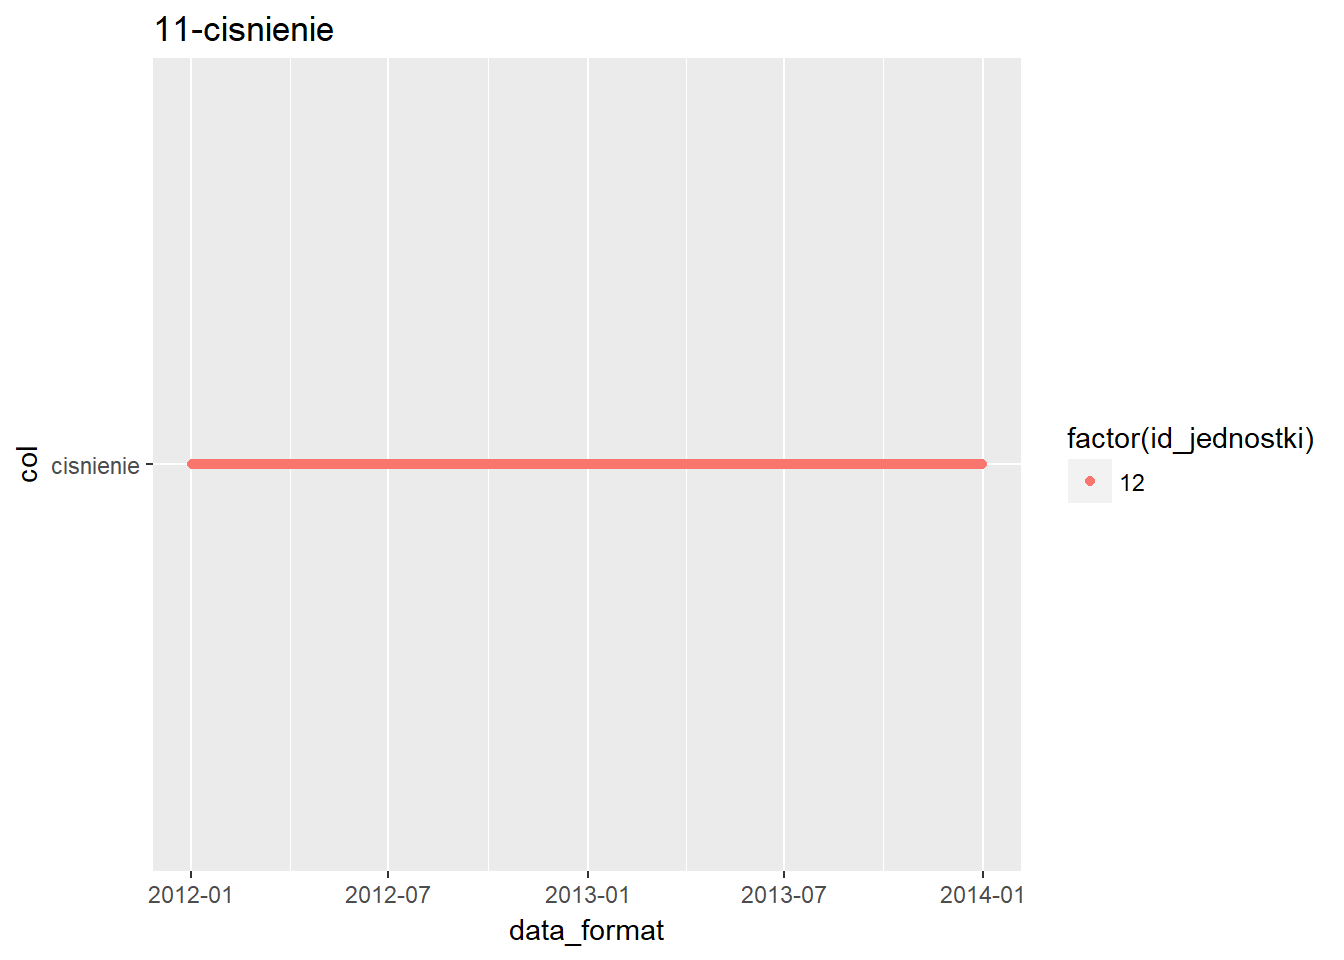 11-cisnienie
col
cisnienie
2012-01
2012-07
2013-01
2013-07
2014-01
data_format
factor(id_jednostki)
12